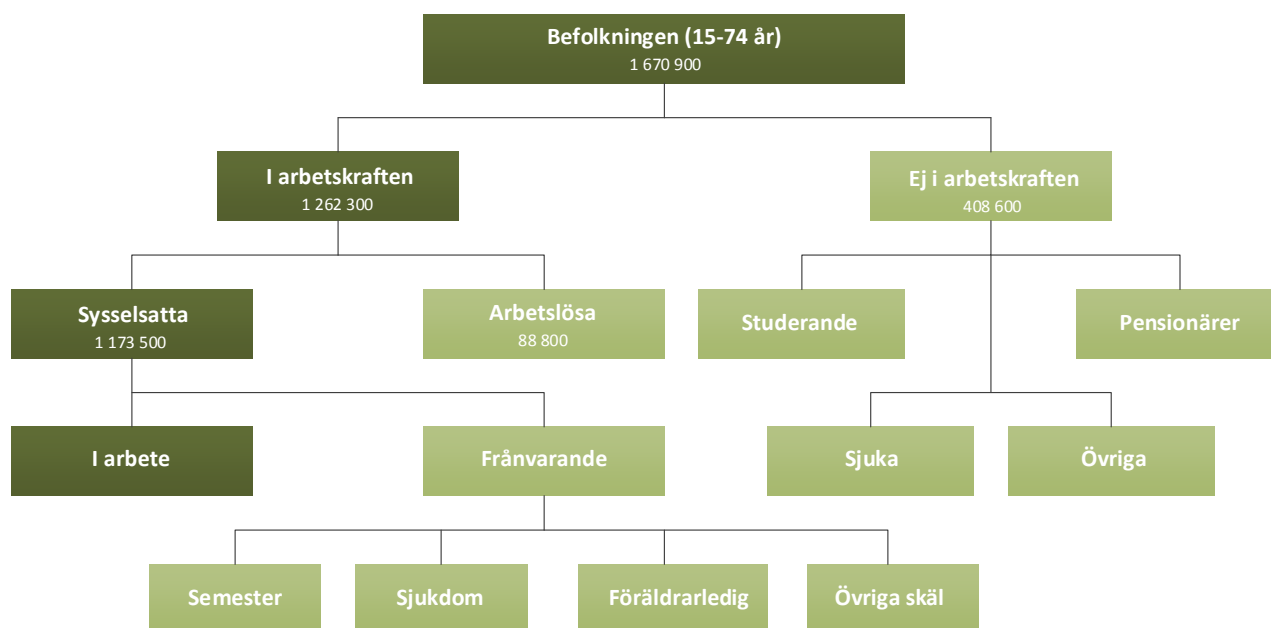 Befolkningen (15-74 år)
1 670 900
I arbetskraften
1 262 300
Ej i arbetskraften
408 600
Sysselsatta
1 173 500
Arbetslösa
88 800
Studerande
Pensionärer
I arbete
Frånvarande
Sjuka
Övriga
Semester
Sjukdom
Föräldrarledig
Övriga skäl